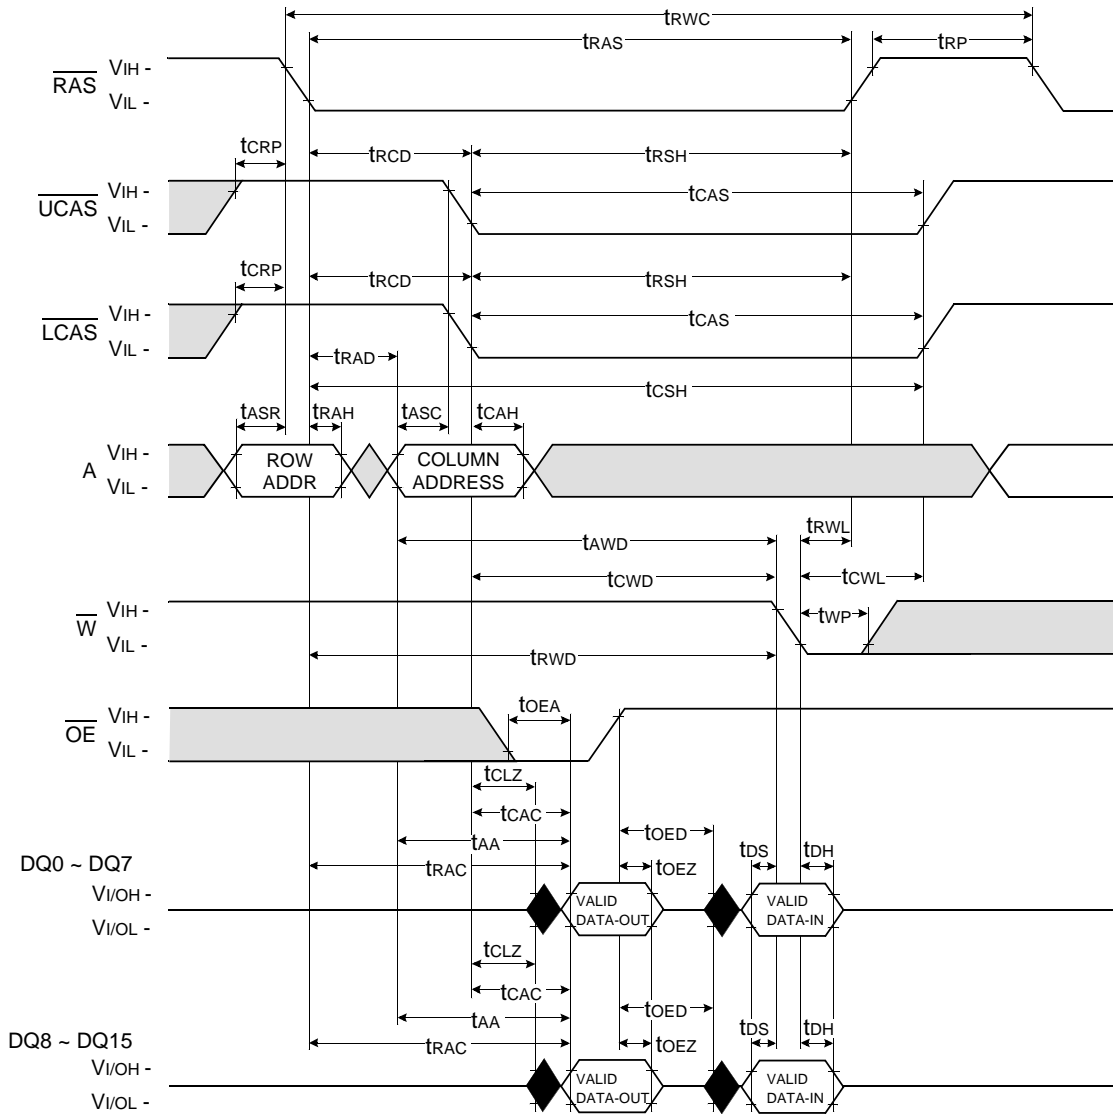 tRWC
tRAS
tRP
RAS
VIH -
VIL -
tCRP
tRCD
tRSH
UCAS
VIH -
VIL -
tCAS
tCRP
tRCD
tRSH
LCAS
VIH -
VIL -
tCAS
tRAD
tCSH
tASR
tRAH
tASC
tCAH
A
VIH -
VIL -
ROW
ADDR
COLUMN
ADDRESS
tAWD
tRWL
tCWD
tCWL
W
VIH -
VIL -
tWP
tRWD
OE
VIH -
VIL -
tOEA
tCLZ
tCAC
tAA
tOED
tRAC
tOEZ
tDS
tDH
DQ0 ~ DQ7
VI/OH -
VI/OL -
VALID
DATA-OUT
VALID
DATA-IN
tCLZ
tCAC
tAA
tOED
tRAC
tOEZ
tDS
tDH
DQ8 ~ DQ15
VI/OH -
VI/OL -
VALID
DATA-OUT
VALID
DATA-IN